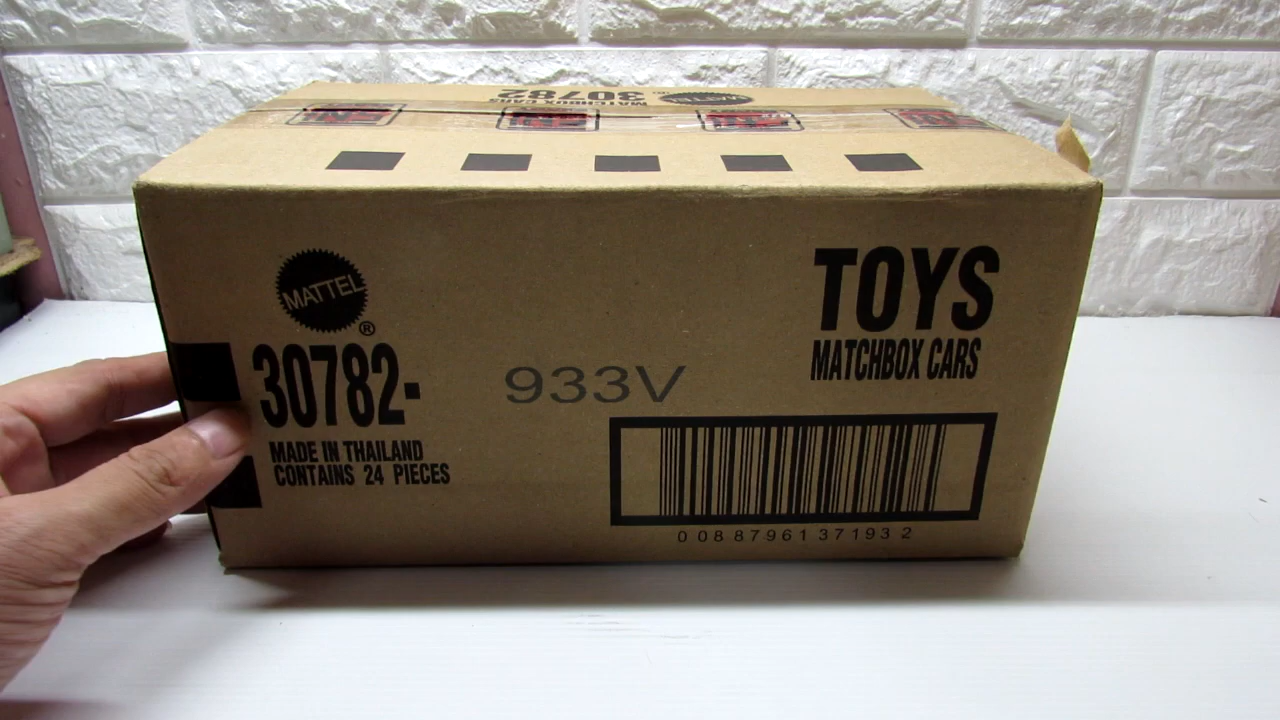 30782
MATCHBOX CARS
MATTEL
MATTEL
®
30782-
MADE IN THAILAND
CONTAINS 24 PIECES
933V
TOYS
MATCHBOX CARS
0 08 87961 37193 2